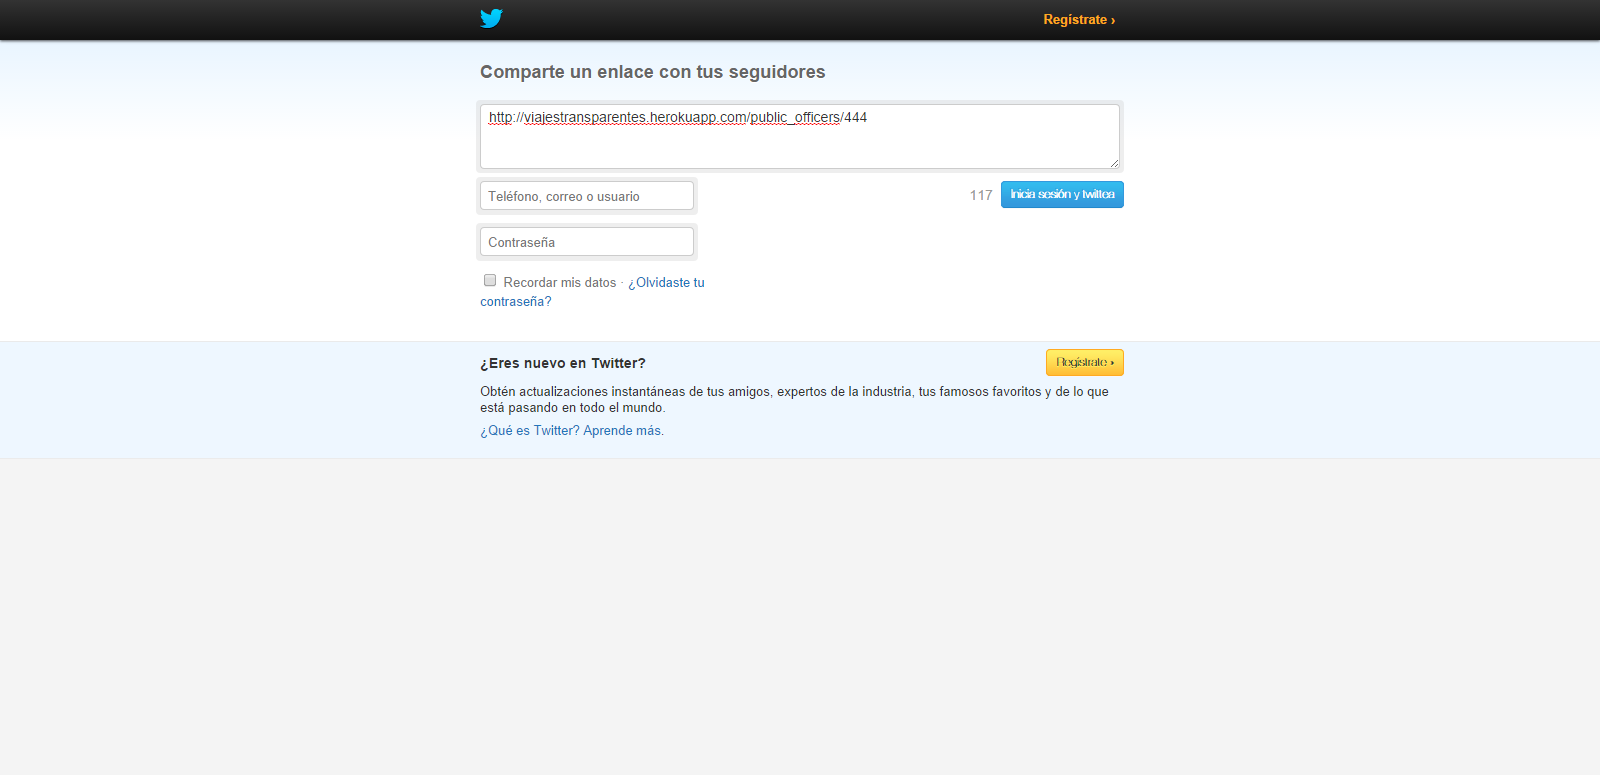 Regístrate ›
Comparte un enlace con tus seguidores
http://viajestransparentes.herokuapp.com/public_officers/444
Teléfono, correo o usuario
117
Inicia sesión y twittea
Contraseña
Recordar mis datos · ¿Olvidaste tu
contraseña?
¿Eres nuevo en Twitter?
Regístrate ›
Obtén actualizaciones instantáneas de tus amigos, expertos de la industria, tus famosos favoritos y de lo que
está pasando en todo el mundo.
¿Qué es Twitter? Aprende más.